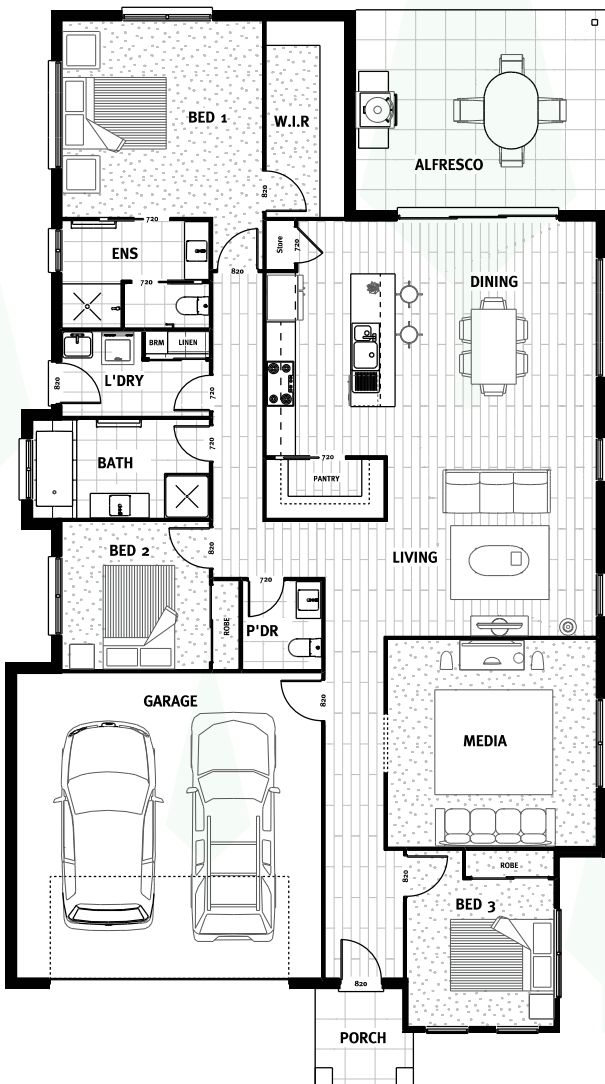 BED 1
W.I.R
820
ALFRESCO
720
ENS
Store
720
820
DINING
720
BRM
LINEN
L'DRY
820
720
720
BATH
720
PANTRY
BED 2
820
LIVING
720
ROBE
P'DR
GARAGE
820
MEDIA
820
ROBE
BED 3
820
PORCH